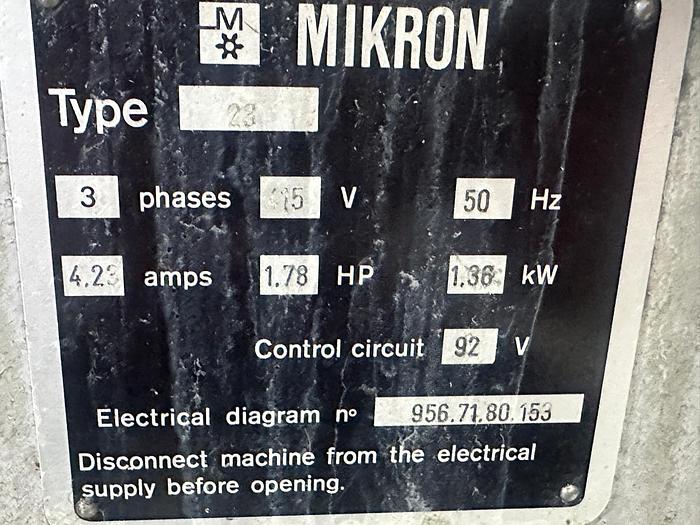 M MIKRON
Type 23
3 phases 415 V 50 Hz
4.23 amps 1.78 HP 1.36 kW
Control circuit 92 V
Electrical diagram nº 956.71.80.153
Disconnect machine from the electrical
supply before opening.